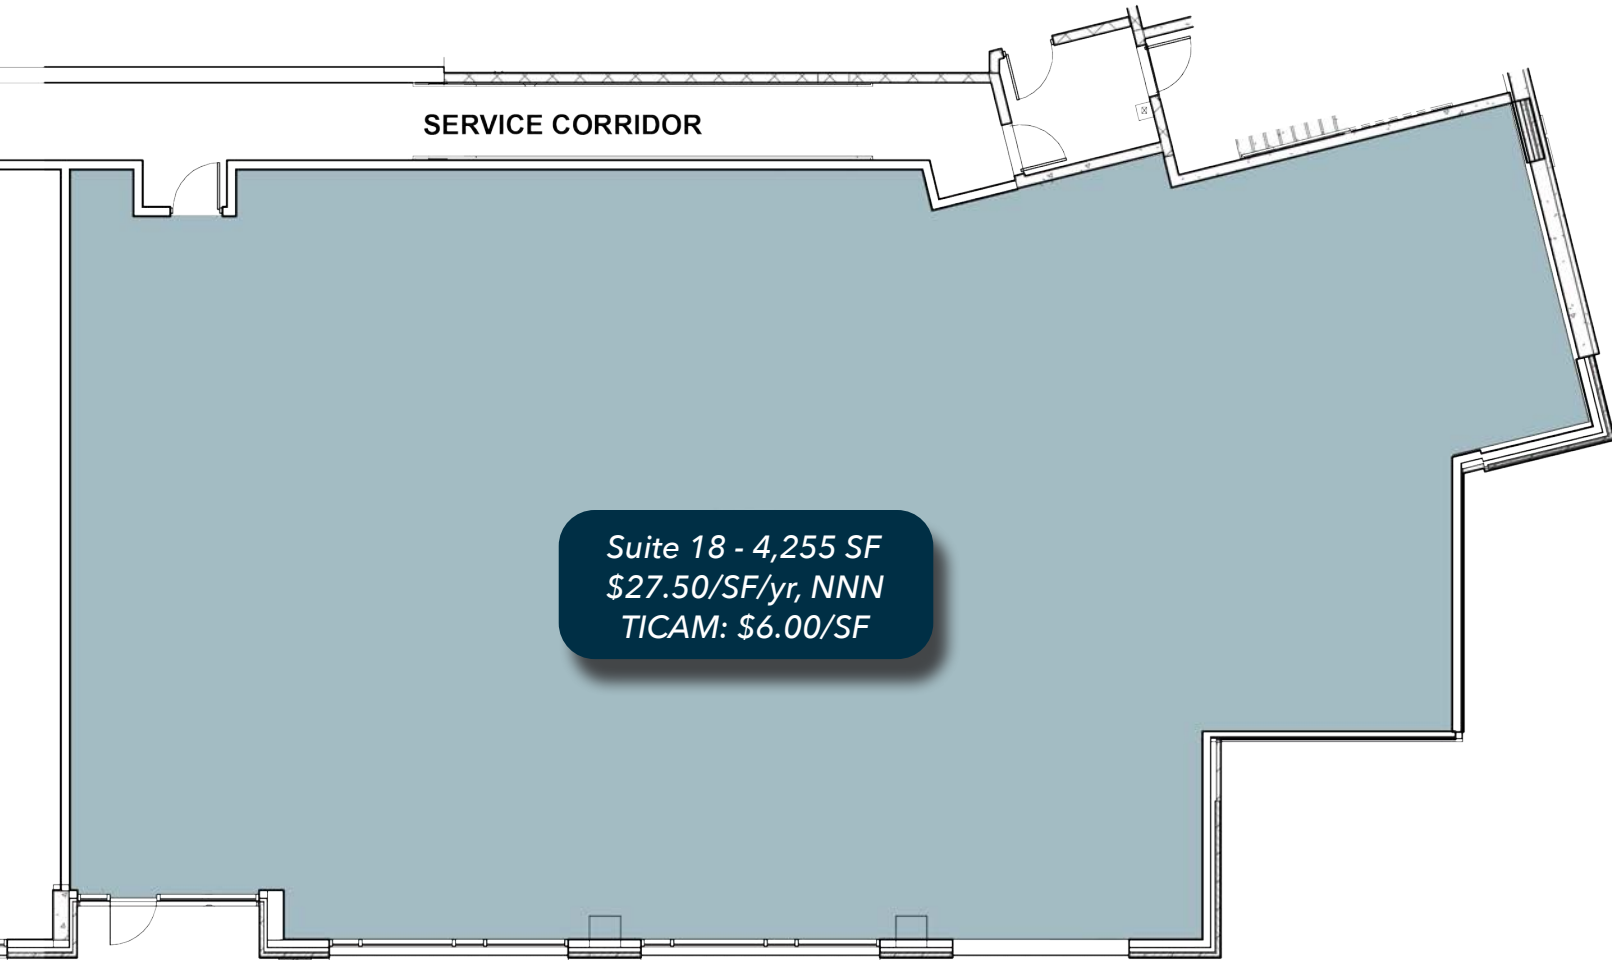 SERVICE CORRIDOR
Suite 18 - 4,255 SF
$27.50/SF/yr, NNN
TICAM: $6.00/SF